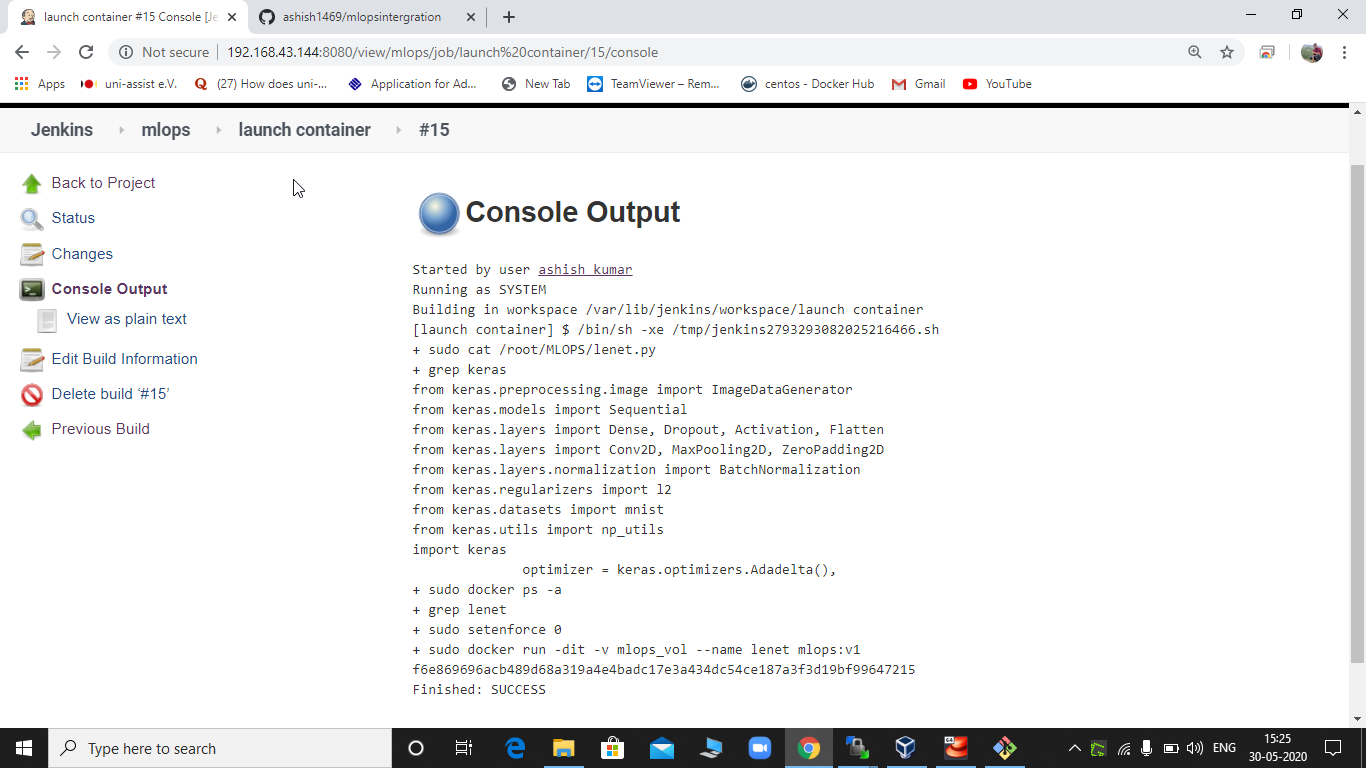 launch container #15 Console [Je
ashish1469/mlopsintergration
Not secure
192.168.43.144:8080/view/mlops/job/launch%20container/15/console
Apps
uni-assist e.V.
(27) How does uni-...
Application for Ad...
New Tab
TeamViewer – Rem...
centos - Docker Hub
Gmail
YouTube
Jenkins
mlops
launch container
#15
Back to Project
Status
Changes
Console Output
View as plain text
Edit Build Information
Delete build ‘#15’
Previous Build
Console Output
Started by user ashish kumar
Running as SYSTEM
Building in workspace /var/lib/jenkins/workspace/launch container
[launch container] $ /bin/sh -xe /tmp/jenkins2793293082025216466.sh
+ sudo cat /root/MLOPS/lenet.py
+ grep keras
from keras.preprocessing.image import ImageDataGenerator
from keras.models import Sequential
from keras.layers import Dense, Dropout, Activation, Flatten
from keras.layers import Conv2D, MaxPooling2D, ZeroPadding2D
from keras.layers.normalization import BatchNormalization
from keras.regularizers import l2
from keras.datasets import mnist
from keras.utils import np_utils
import keras
optimizer = keras.optimizers.Adadelta(),
+ sudo docker ps -a
+ grep lenet
+ sudo setenforce 0
+ sudo docker run -dit -v mlops_vol --name lenet mlops:v1
f6e869696acb489d68a319a4e4badc17e3a434dc54ce187a3f3d19bf99647215
Finished: SUCCESS
Type here to search
ENG
15:25
30-05-2020